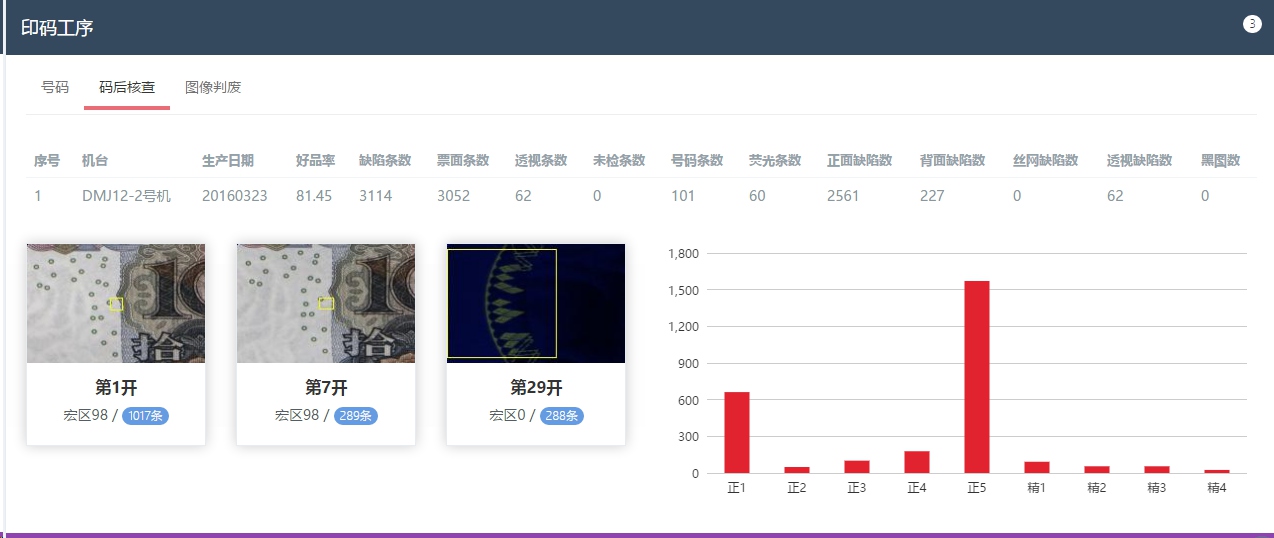 印码工序
3
号码 码后核查 图像判废
序号 机台 生产日期 好品率 缺陷条数 票面条数 透视条数 未检条数 号码条数 荧光条数 正面缺陷数 背面缺陷数 丝网缺陷数 透视缺陷数 黑图数
1 DMJ12-2号机 20160323 81.45 3114 3052 62 0 101 60 2561 227 0 62 0
10
拾
第1开
宏区98 / 1017条
10
拾
第7开
宏区98 / 289条
第29开
宏区0 / 288条
1,800
1,500
1,200
900
600
300
0
正1 正2 正3 正4 正5 精1 精2 精3 精4